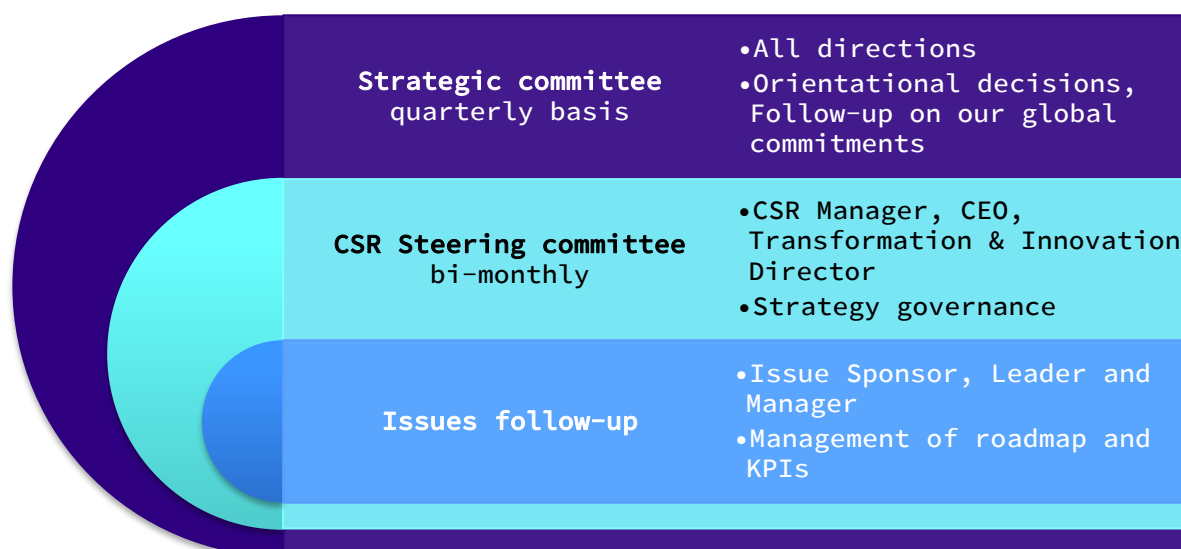 Strategic committee
quarterly basis
•All directions
•Orientational decisions,
Follow-up on our global
commitments
CSR Steering committee
bi-monthly
•CSR Manager, CEO,
Transformation & Innovation
Director
•Strategy governance
Issues follow-up
•Issue Sponsor, Leader and
Manager
•Management of roadmap and
KPIs